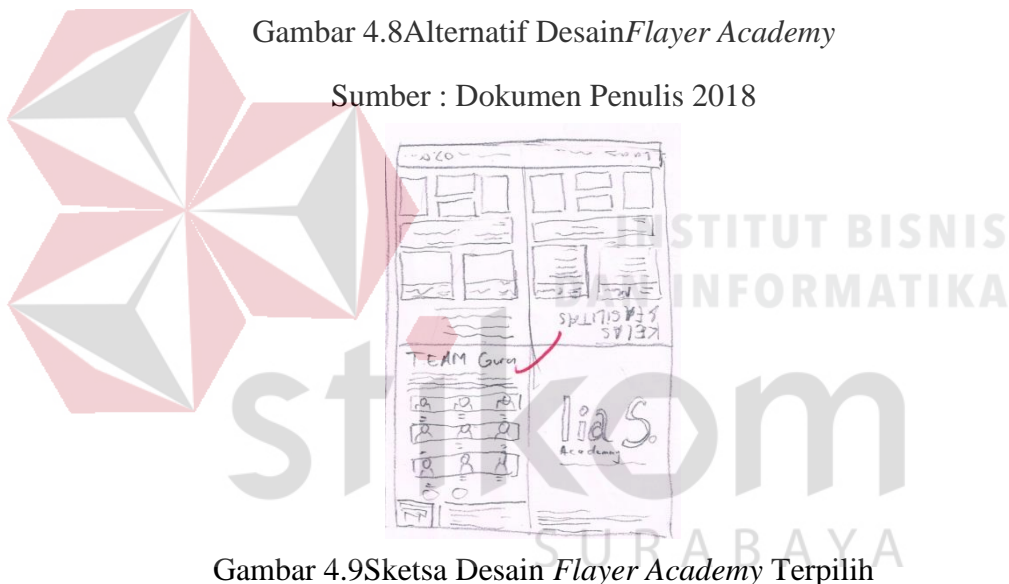 Gambar 4.8Alternatif DesainFlayer Academy
Sumber : Dokumen Penulis 2018
INSTITUT BISNIS
DAN INFORMATIKA
KELAS
& FASILITAS
TEAM Guru
lia S.
Academy
stikom
SURABAYA
Gambar 4.9Sketsa Desain Flayer Academy Terpilih